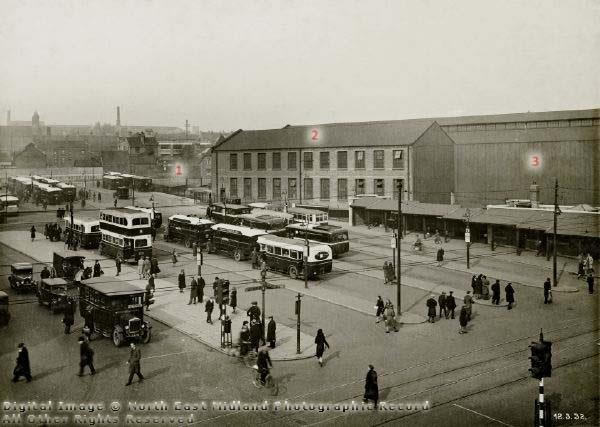 2
3
1
12.3.32.
Digital Image © North East Midland Photographic Record
All Other Rights Reserved